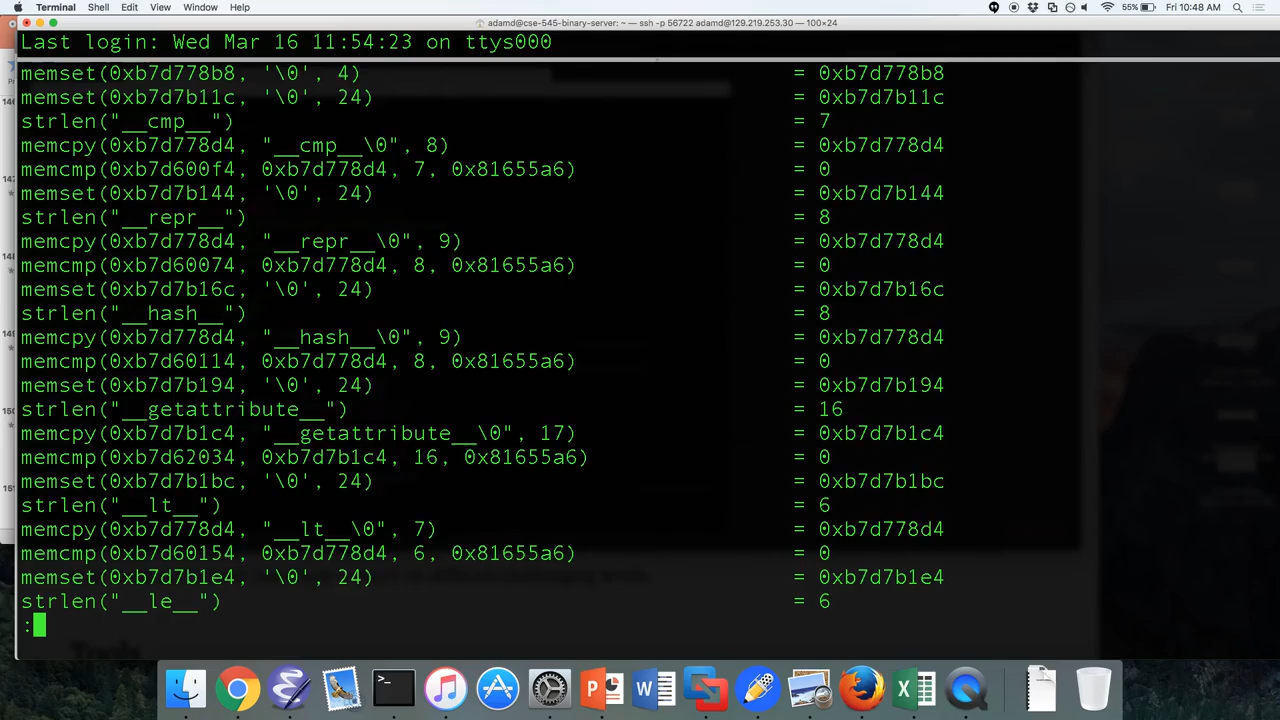 Terminal Shell Edit View Window Help 55% Fri 10:48 AM
adamd@cse-545-binary-server: ~ — ssh -p 56722 adamd@129.219.253.30 — 100×24
Last login: Wed Mar 16 11:54:23 on ttys000
memset(0xb7d778b8, '\0', 4) = 0xb7d778b8
memset(0xb7d7b11c, '\0', 24) = 0xb7d7b11c
strlen("__cmp__") = 7
memcpy(0xb7d778d4, "__cmp__\0", 8) = 0xb7d778d4
memcmp(0xb7d600f4, 0xb7d778d4, 7, 0x81655a6) = 0
memset(0xb7d7b144, '\0', 24) = 0xb7d7b144
strlen("__repr__") = 8
memcpy(0xb7d778d4, "__repr__\0", 9) = 0xb7d778d4
memcmp(0xb7d60074, 0xb7d778d4, 8, 0x81655a6) = 0
memset(0xb7d7b16c, '\0', 24) = 0xb7d7b16c
strlen("__hash__") = 8
memcpy(0xb7d778d4, "__hash__\0", 9) = 0xb7d778d4
memcmp(0xb7d60114, 0xb7d778d4, 8, 0x81655a6) = 0
memset(0xb7d7b194, '\0', 24) = 0xb7d7b194
strlen("__getattribute__") = 16
memcpy(0xb7d7b1c4, "__getattribute__\0", 17) = 0xb7d7b1c4
memcmp(0xb7d62034, 0xb7d7b1c4, 16, 0x81655a6) = 0
memset(0xb7d7b1bc, '\0', 24) = 0xb7d7b1bc
strlen("__lt__") = 6
memcpy(0xb7d778d4, "__lt__\0", 7) = 0xb7d778d4
memcmp(0xb7d60154, 0xb7d778d4, 6, 0x81655a6) = 0
memset(0xb7d7b1e4, '\0', 24) = 0xb7d7b1e4
strlen("__le__") = 6
: